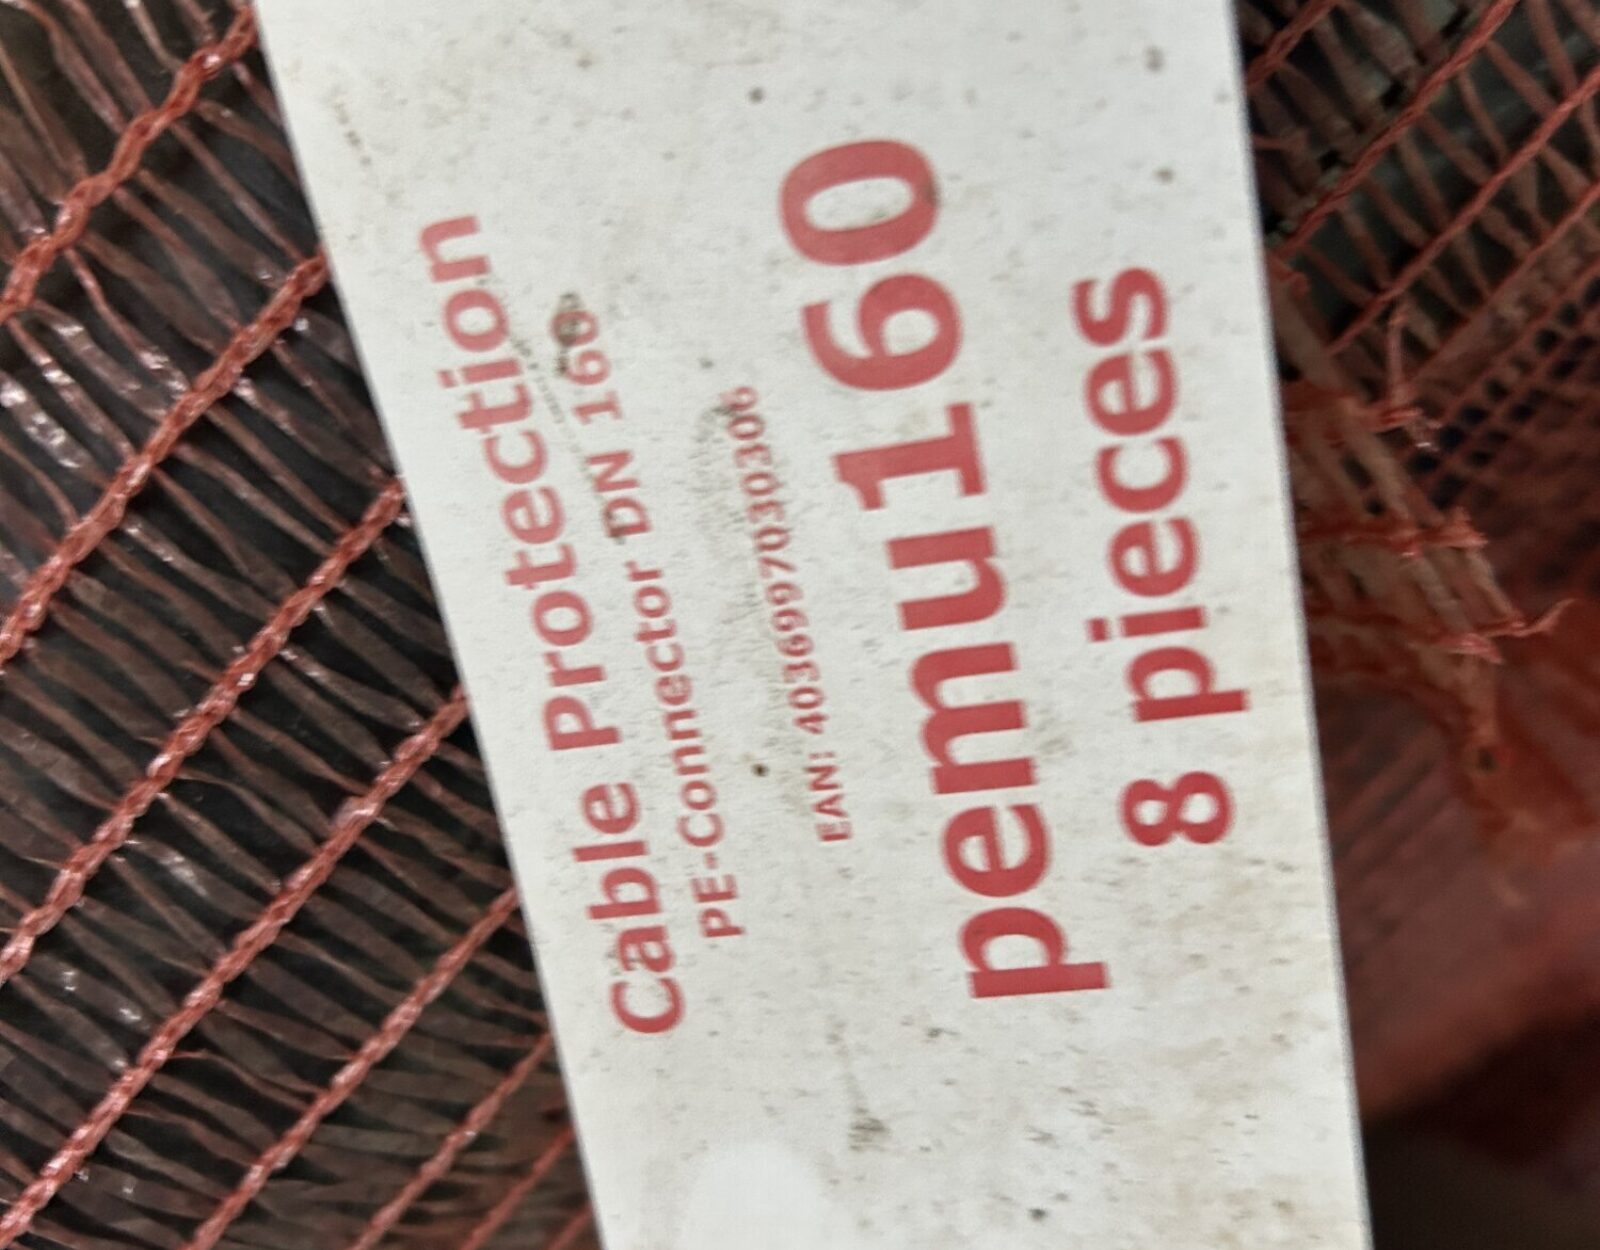 Cable Protection
PE-Connector DN 160
EAN: 4036997030306
pemu160
8 pieces